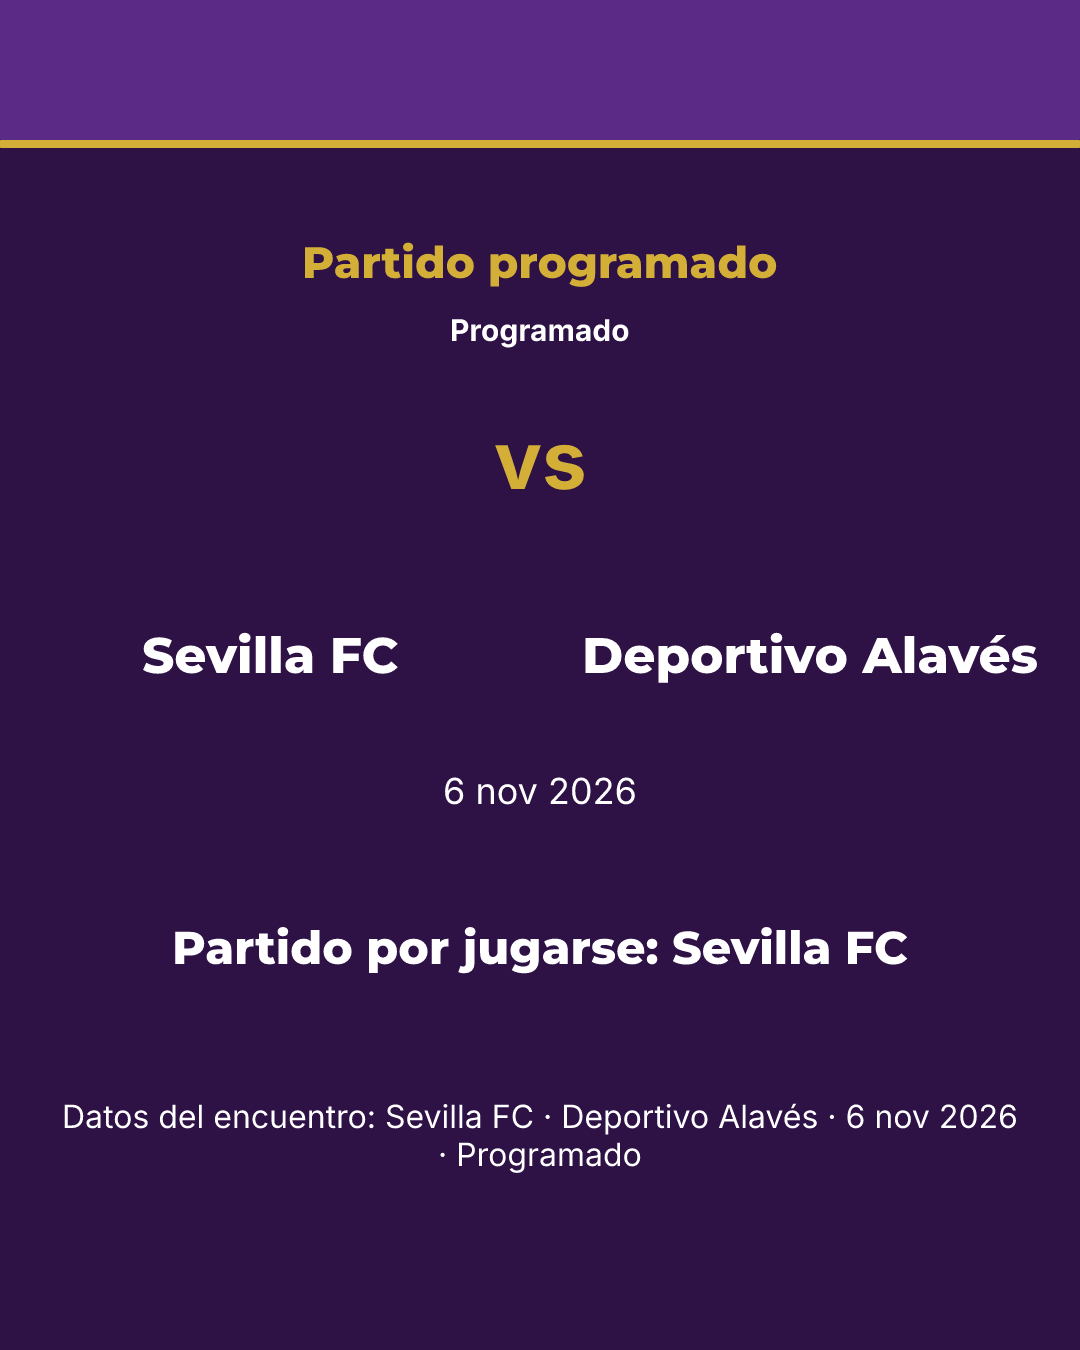 Partido programado
Programado
VS
Sevilla FC
Deportivo Alavés
6 nov 2026
Partido por jugarse: Sevilla FC
Datos del encuentro: Sevilla FC · Deportivo Alavés · 6 nov 2026
· Programado